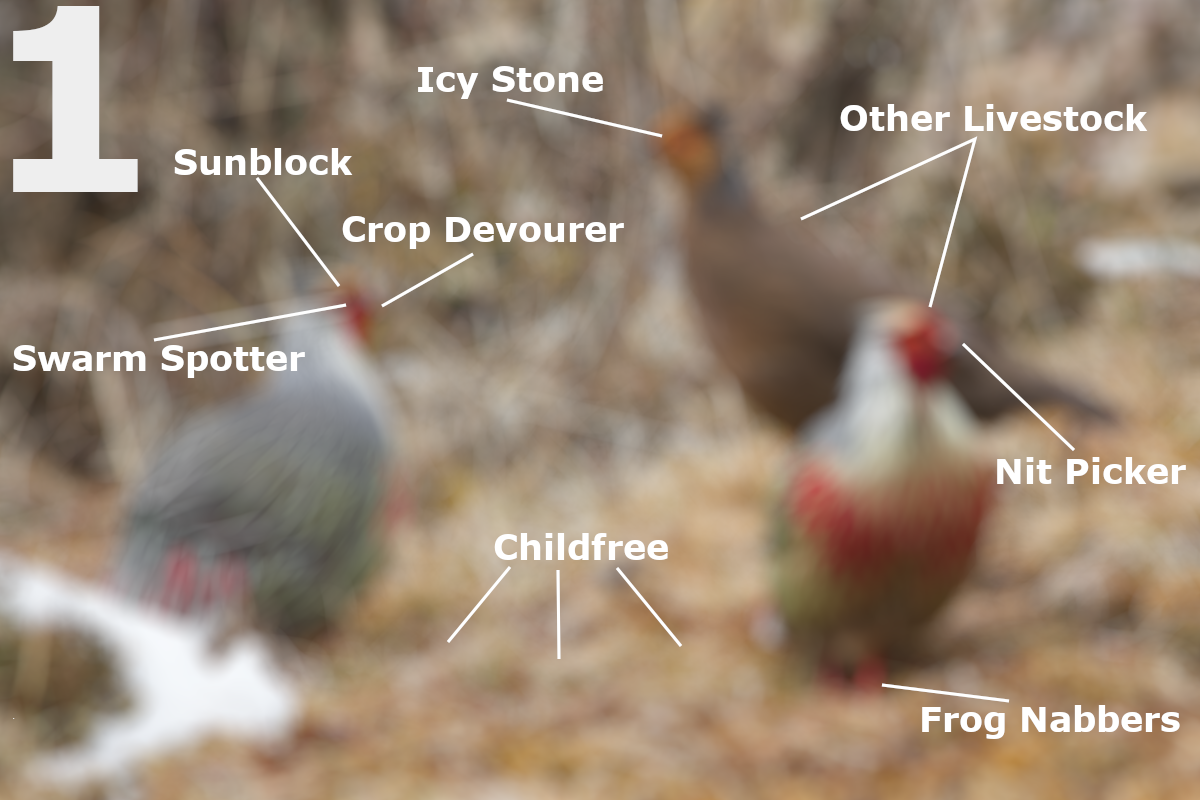 1
Icy Stone
Other Livestock
Sunblock
Crop Devourer
Swarm Spotter
Nit Picker
Childfree
Frog Nabbers